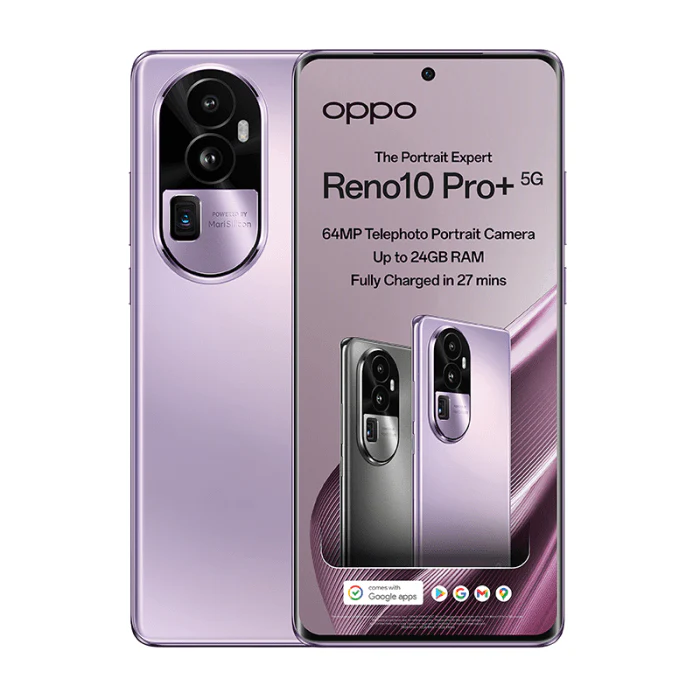 POWERED BY
MariSilicon
oppo
The Portrait Expert
Reno10 Pro+ 5G
64MP Telephoto Portrait Camera
Up to 24GB RAM
Fully Charged in 27 mins
comes with
Google apps